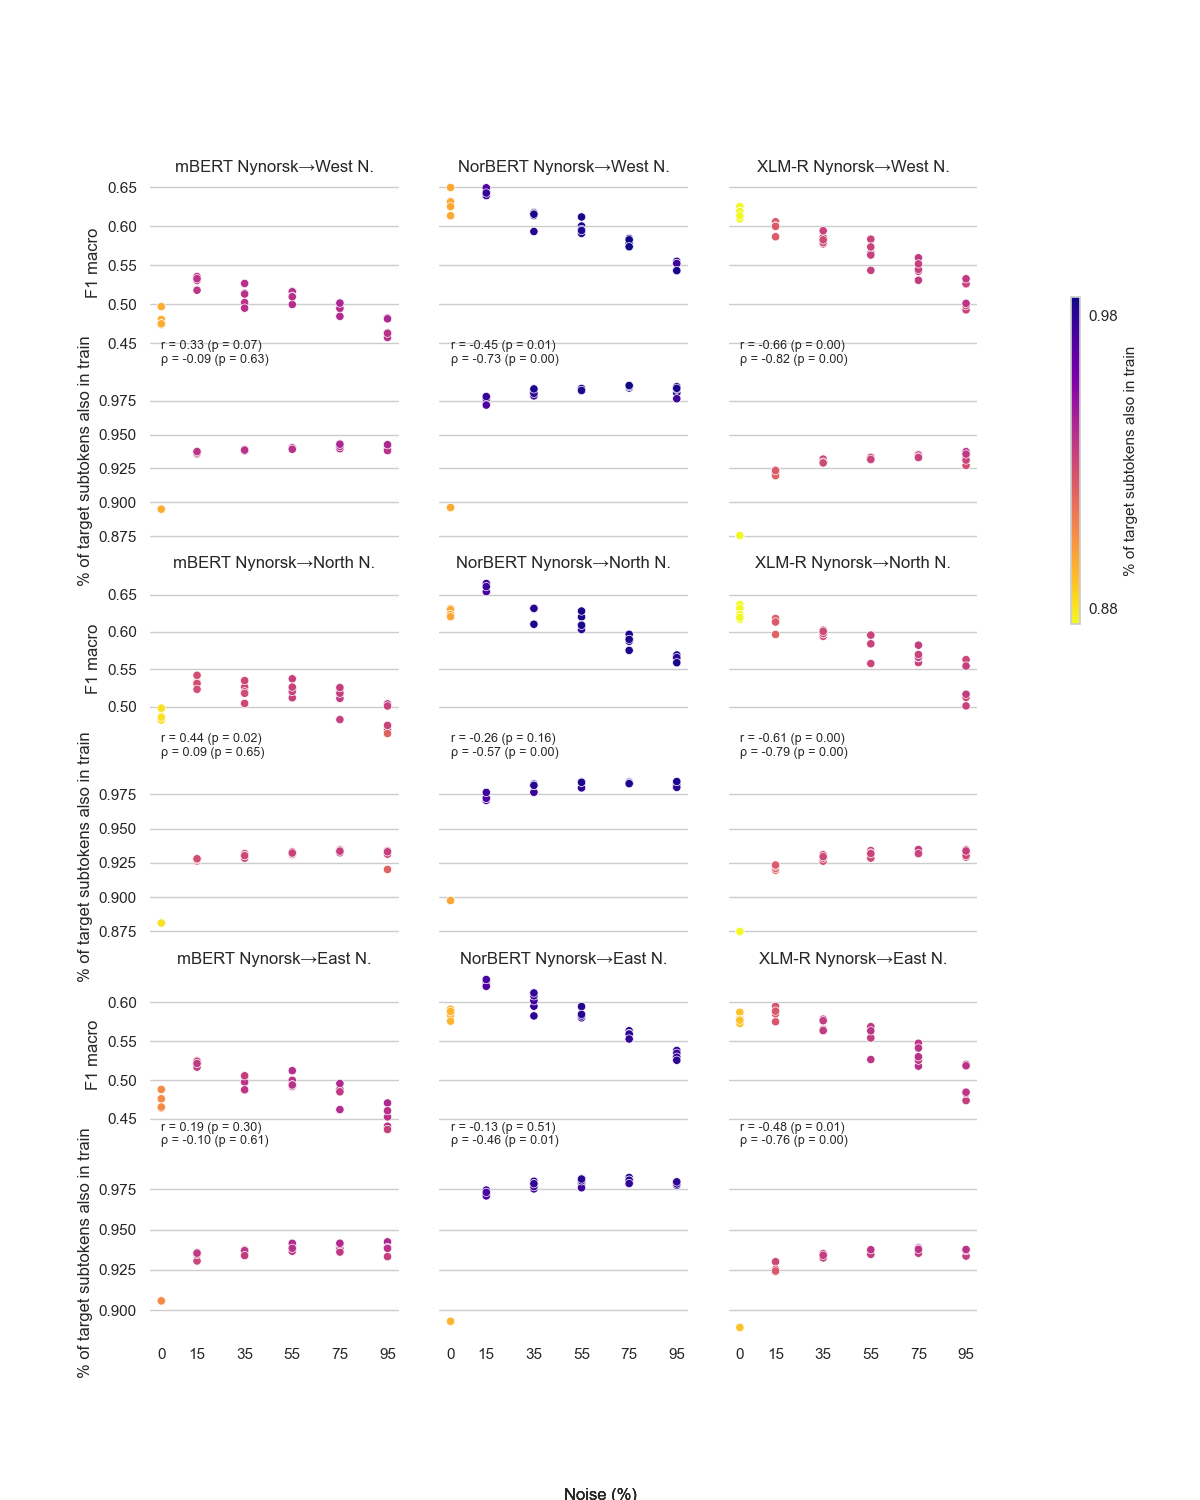 mBERT Nynorsk→West N.
NorBERT Nynorsk→West N.
XLM-R Nynorsk→West N.
F1 macro
0.65
0.60
0.55
0.50
0.45
r = 0.33 (p = 0.07)
ρ = -0.09 (p = 0.63)
r = -0.45 (p = 0.01)
ρ = -0.73 (p = 0.00)
r = -0.66 (p = 0.00)
ρ = -0.82 (p = 0.00)
% of target subtokens also in train
0.975
0.950
0.925
0.900
0.875
mBERT Nynorsk→North N.
NorBERT Nynorsk→North N.
XLM-R Nynorsk→North N.
F1 macro
0.65
0.60
0.55
0.50
r = 0.44 (p = 0.02)
ρ = 0.09 (p = 0.65)
r = -0.26 (p = 0.16)
ρ = -0.57 (p = 0.00)
r = -0.61 (p = 0.00)
ρ = -0.79 (p = 0.00)
% of target subtokens also in train
0.975
0.950
0.925
0.900
0.875
mBERT Nynorsk→East N.
NorBERT Nynorsk→East N.
XLM-R Nynorsk→East N.
F1 macro
0.60
0.55
0.50
0.45
r = 0.19 (p = 0.30)
ρ = -0.10 (p = 0.61)
r = -0.13 (p = 0.51)
ρ = -0.46 (p = 0.01)
r = -0.48 (p = 0.01)
ρ = -0.76 (p = 0.00)
% of target subtokens also in train
0.975
0.950
0.925
0.900
0 15 35 55 75 95
0 15 35 55 75 95
0 15 35 55 75 95
Noise (%)
0.98
0.88
% of target subtokens also in train